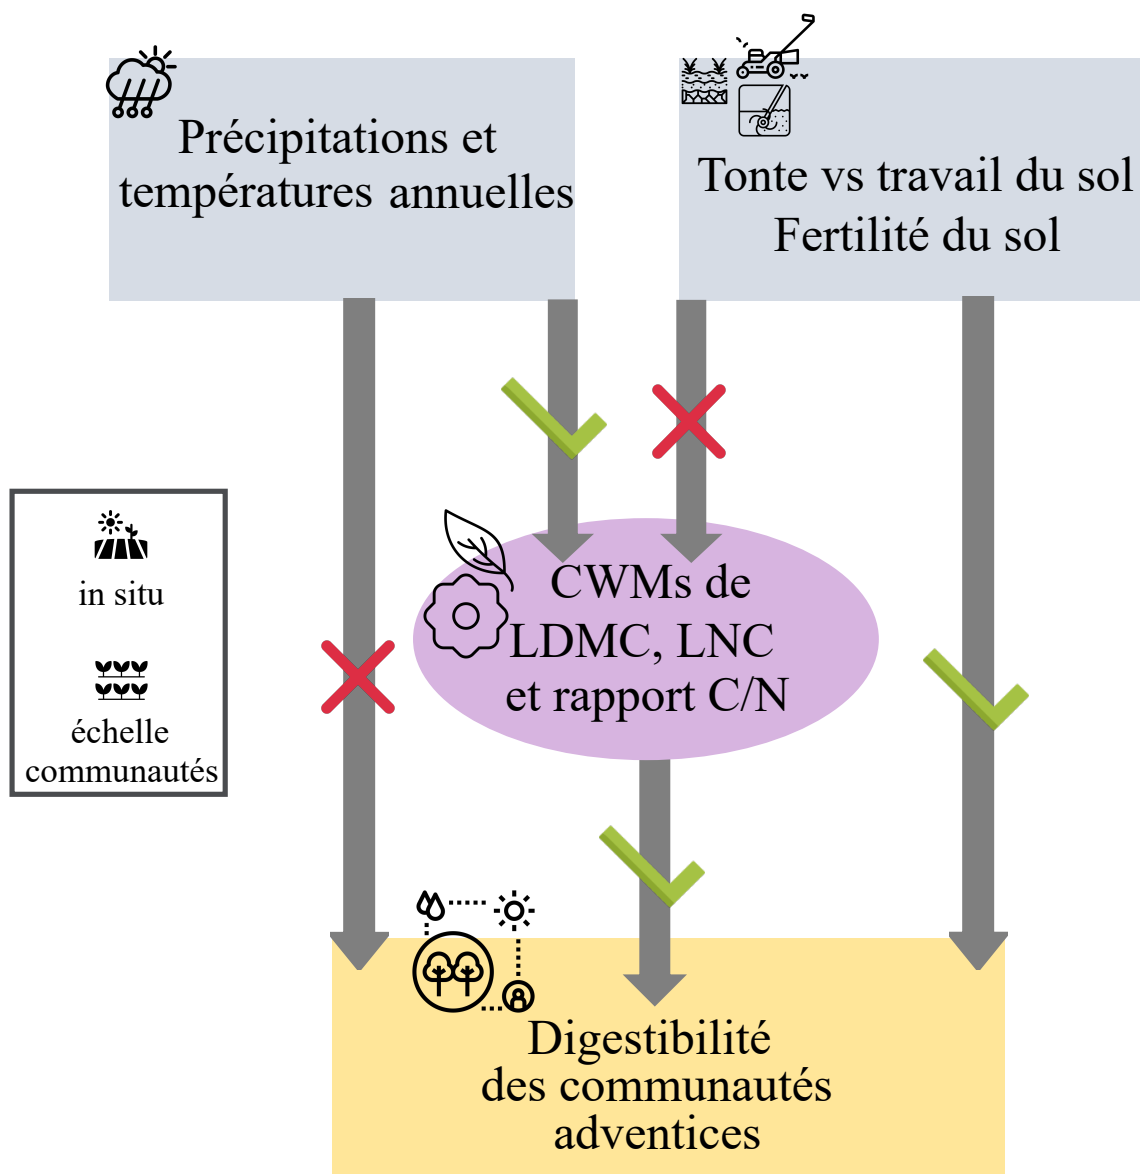 Précipitations et
températures annuelles
Tonte vs travail du sol
Fertilité du sol
in situ
échelle
communautés
CWMs de
LDMC, LNC
et rapport C/N
Digestibilité
des communautés
adventices